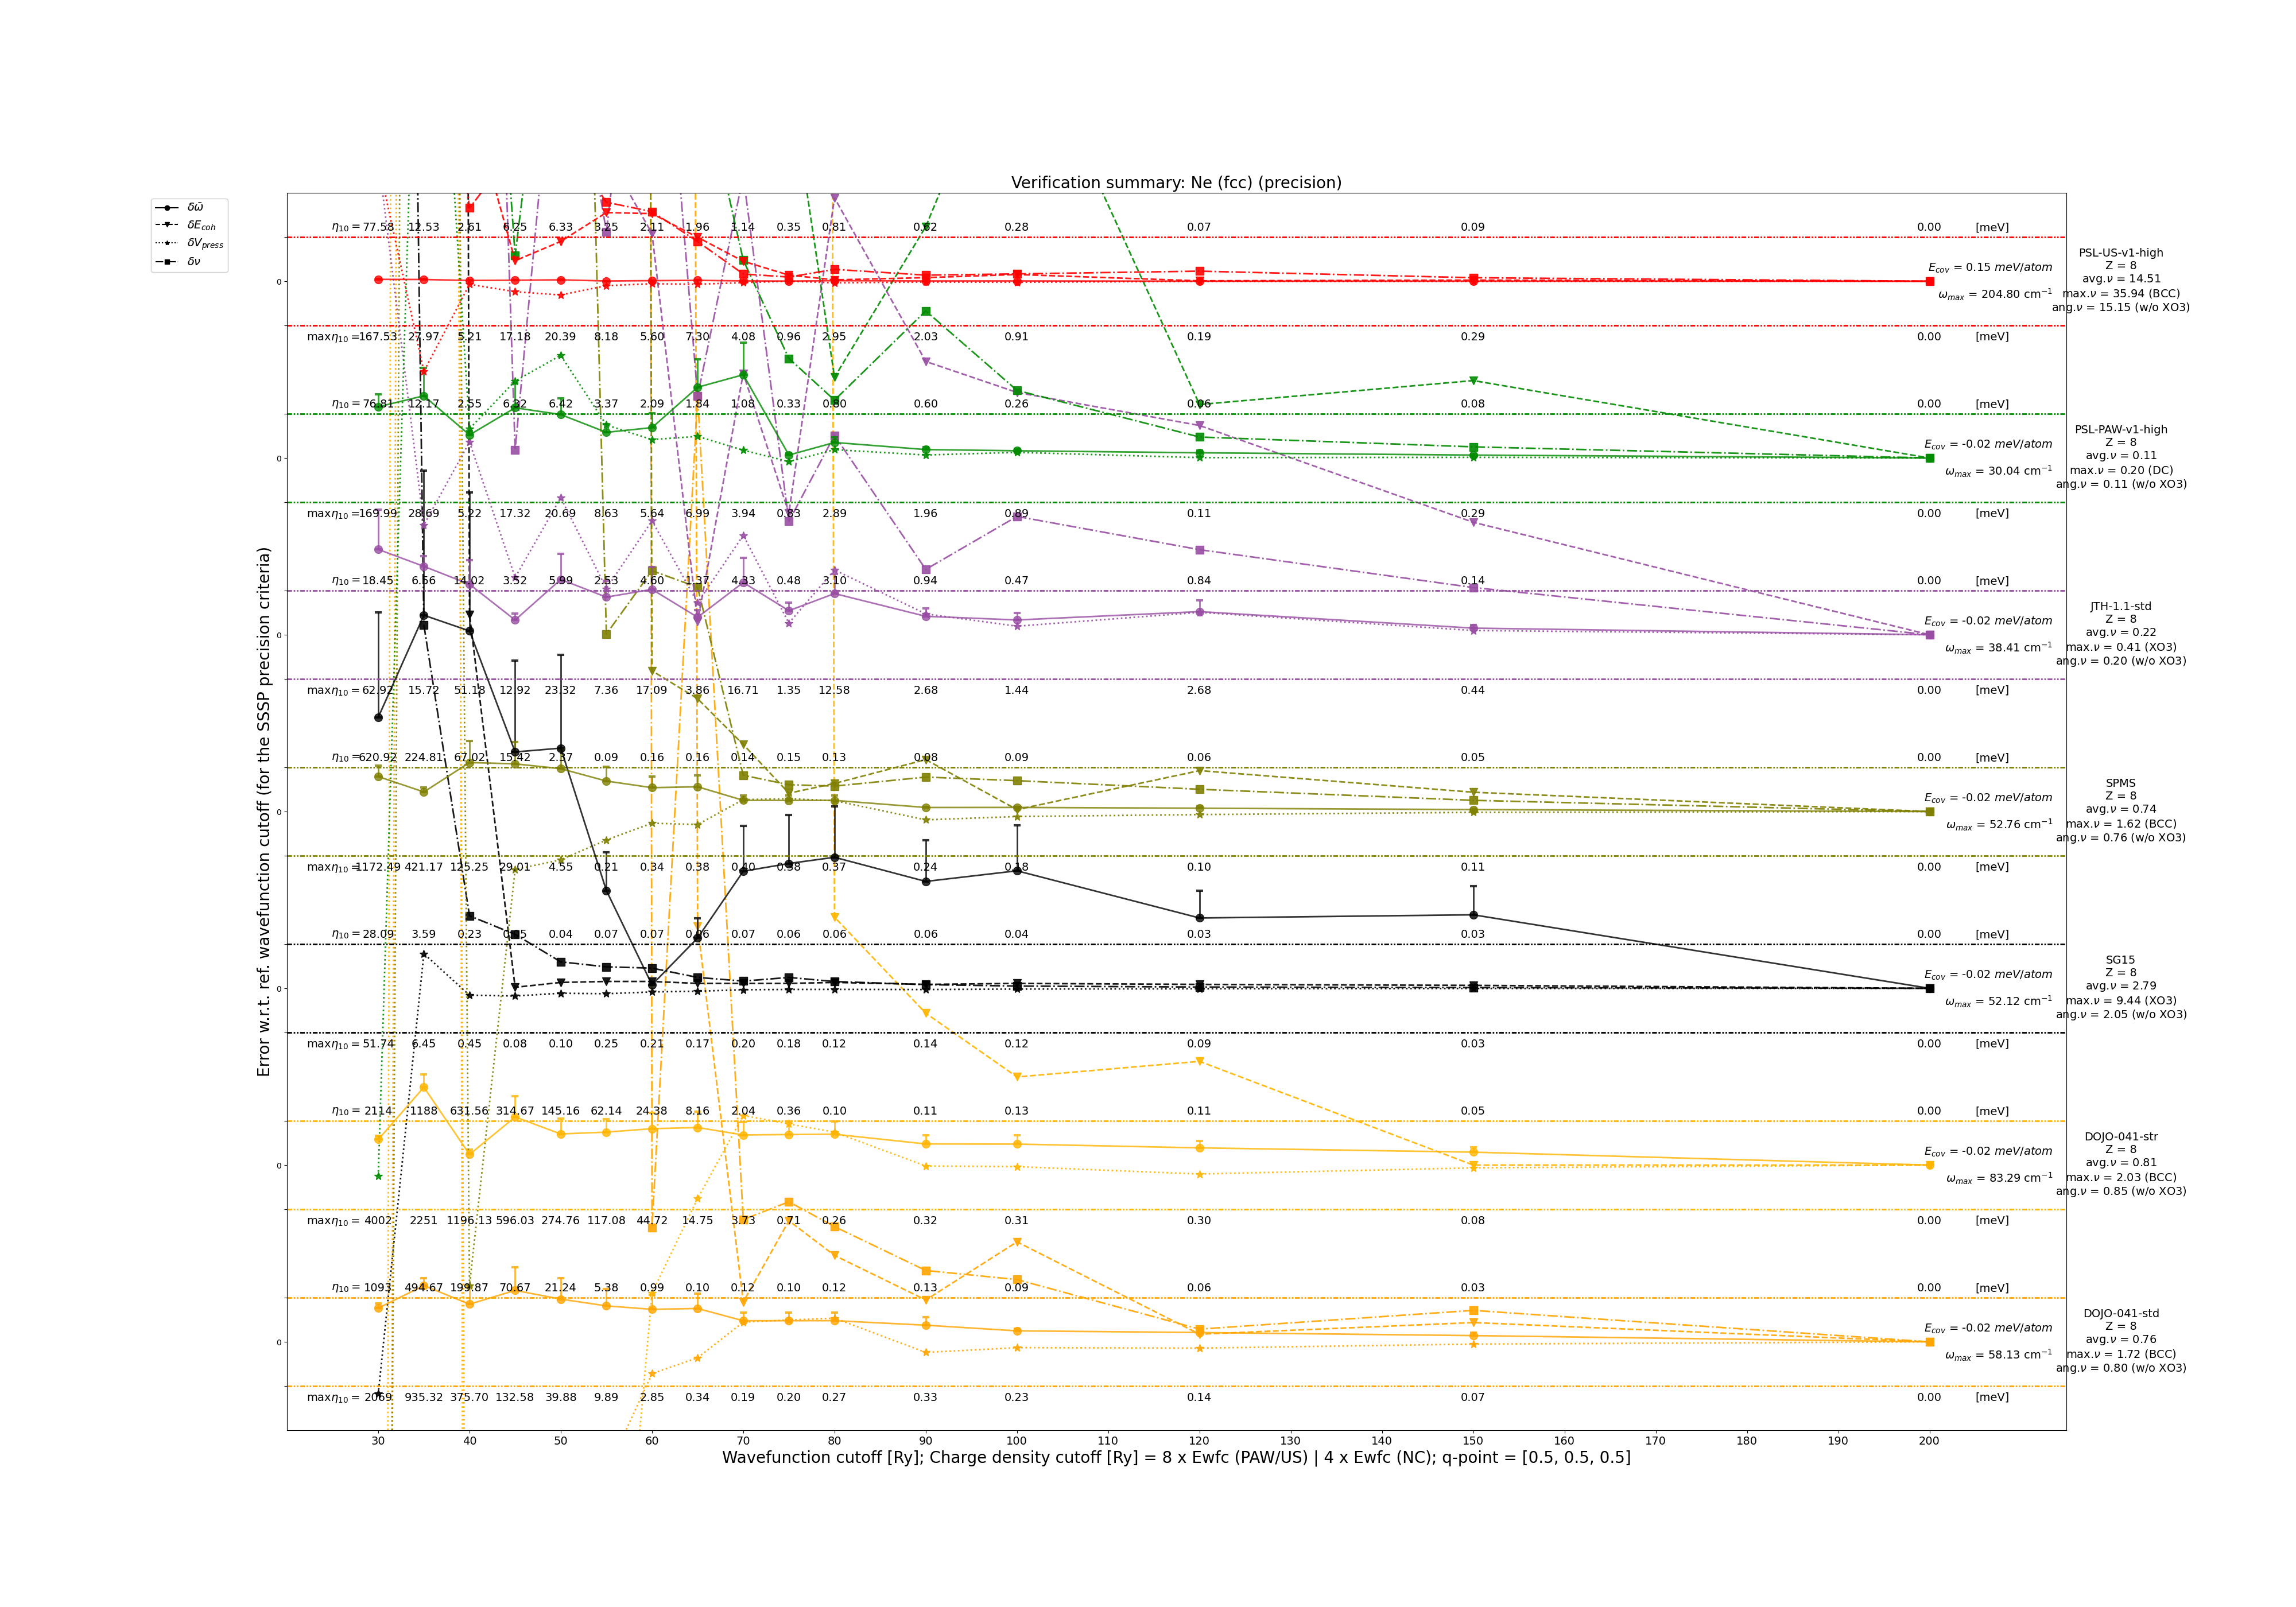 Verification summary: Ne (fcc) (precision)
δω̄
δE_coh
δV_press
δν
Error w.r.t. ref. wavefunction cutoff (for the SSSP precision criteria)
η₁₀ = 77.58 12.53 2.61 6.25 6.33 3.25 2.11 1.96 1.14 0.35 0.81 0.62 0.28 0.07 0.09 0.00 [meV]
0
E_cov = 0.15 meV/atom
ω_max = 204.80 cm⁻¹
PSL-US-v1-high
Z = 8
avg.ν = 14.51
max.ν = 35.94 (BCC)
ang.ν = 15.15 (w/o XO3)
maxη₁₀ = 167.53 27.97 5.21 17.18 20.39 8.18 5.60 7.30 4.08 0.96 2.95 2.03 0.91 0.19 0.29 0.00 [meV]
η₁₀ = 76.81 12.17 2.55 6.32 6.42 3.37 2.09 1.84 1.08 0.33 0.80 0.60 0.26 0.06 0.08 0.00 [meV]
0
E_cov = -0.02 meV/atom
ω_max = 30.04 cm⁻¹
PSL-PAW-v1-high
Z = 8
avg.ν = 0.11
max.ν = 0.20 (DC)
ang.ν = 0.11 (w/o XO3)
maxη₁₀ = 169.99 28.69 5.22 17.32 20.69 8.63 5.64 6.99 3.94 0.83 2.89 1.96 0.89 0.11 0.29 0.00 [meV]
η₁₀ = 18.45 6.56 14.02 3.52 5.99 2.53 4.60 1.37 4.33 0.48 3.10 0.94 0.47 0.84 0.14 0.00 [meV]
0
E_cov = -0.02 meV/atom
ω_max = 38.41 cm⁻¹
JTH-1.1-std
Z = 8
avg.ν = 0.22
max.ν = 0.41 (XO3)
ang.ν = 0.20 (w/o XO3)
maxη₁₀ = 62.92 15.72 51.18 12.92 23.32 7.36 17.09 3.86 16.71 1.35 12.58 2.68 1.44 2.68 0.44 0.00 [meV]
η₁₀ = 620.92 224.81 67.02 15.42 2.37 0.09 0.16 0.16 0.14 0.15 0.13 0.08 0.09 0.06 0.05 0.00 [meV]
0
E_cov = -0.02 meV/atom
ω_max = 52.76 cm⁻¹
SPMS
Z = 8
avg.ν = 0.74
max.ν = 1.62 (BCC)
ang.ν = 0.76 (w/o XO3)
maxη₁₀ = 1172.49 421.17 125.25 29.01 4.55 0.21 0.34 0.38 0.40 0.38 0.37 0.24 0.18 0.10 0.11 0.00 [meV]
η₁₀ = 28.09 3.59 0.23 0.04 0.07 0.07 0.06 0.07 0.06 0.06 0.06 0.04 0.03 0.03 0.00 [meV]
0
E_cov = -0.02 meV/atom
ω_max = 52.12 cm⁻¹
SG15
Z = 8
avg.ν = 2.79
max.ν = 9.44 (XO3)
ang.ν = 2.05 (w/o XO3)
maxη₁₀ = 51.74 6.45 0.45 0.08 0.10 0.25 0.21 0.17 0.20 0.18 0.12 0.14 0.12 0.09 0.03 0.00 [meV]
η₁₀ = 2114 1188 631.56 314.67 145.16 62.14 24.38 8.16 2.04 0.36 0.10 0.11 0.13 0.11 0.05 0.00 [meV]
0
E_cov = -0.02 meV/atom
ω_max = 83.29 cm⁻¹
DOJO-041-str
Z = 8
avg.ν = 0.81
max.ν = 2.03 (BCC)
ang.ν = 0.85 (w/o XO3)
maxη₁₀ = 4002 2251 1196.13 596.03 274.76 117.08 44.72 14.75 3.73 0.71 0.26 0.32 0.31 0.30 0.08 0.00 [meV]
η₁₀ = 1093 494.67 199.87 70.67 21.24 5.38 0.99 0.10 0.12 0.10 0.12 0.13 0.09 0.06 0.03 0.00 [meV]
0
E_cov = -0.02 meV/atom
ω_max = 58.13 cm⁻¹
DOJO-041-std
Z = 8
avg.ν = 0.76
max.ν = 1.72 (BCC)
ang.ν = 0.80 (w/o XO3)
maxη₁₀ = 2069 935.32 375.70 132.58 39.88 9.89 2.85 0.34 0.19 0.20 0.27 0.33 0.23 0.14 0.07 0.00 [meV]
30 40 50 60 70 80 90 100 110 120 130 140 150 160 170 180 190 200
Wavefunction cutoff [Ry]; Charge density cutoff [Ry] = 8 x Ewfc (PAW/US) | 4 x Ewfc (NC); q-point = [0.5, 0.5, 0.5]